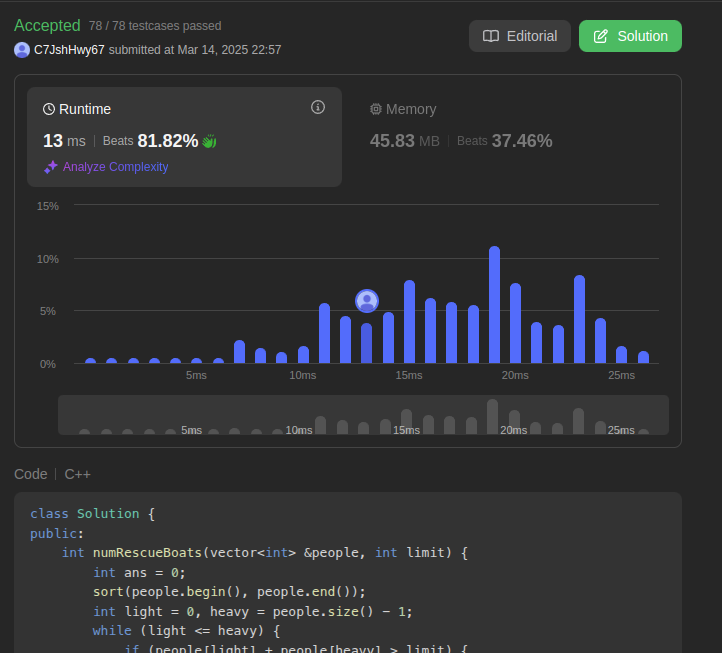 Accepted 78 / 78 testcases passed
C7JshHwy67 submitted at Mar 14, 2025 22:57
Editorial
Solution
Runtime
13 ms | Beats 81.82%
Analyze Complexity
Memory
45.83 MB | Beats 37.46%
15%
10%
5%
0%
5ms 10ms 15ms 20ms 25ms
5ms 10ms 15ms 20ms 25ms
Code | C++
class Solution {
public:
    int numRescueBoats(vector<int> &people, int limit) {
        int ans = 0;
        sort(people.begin(), people.end());
        int light = 0, heavy = people.size() - 1;
        while (light <= heavy) {
            if (people[light] + people[heavy] > limit) {